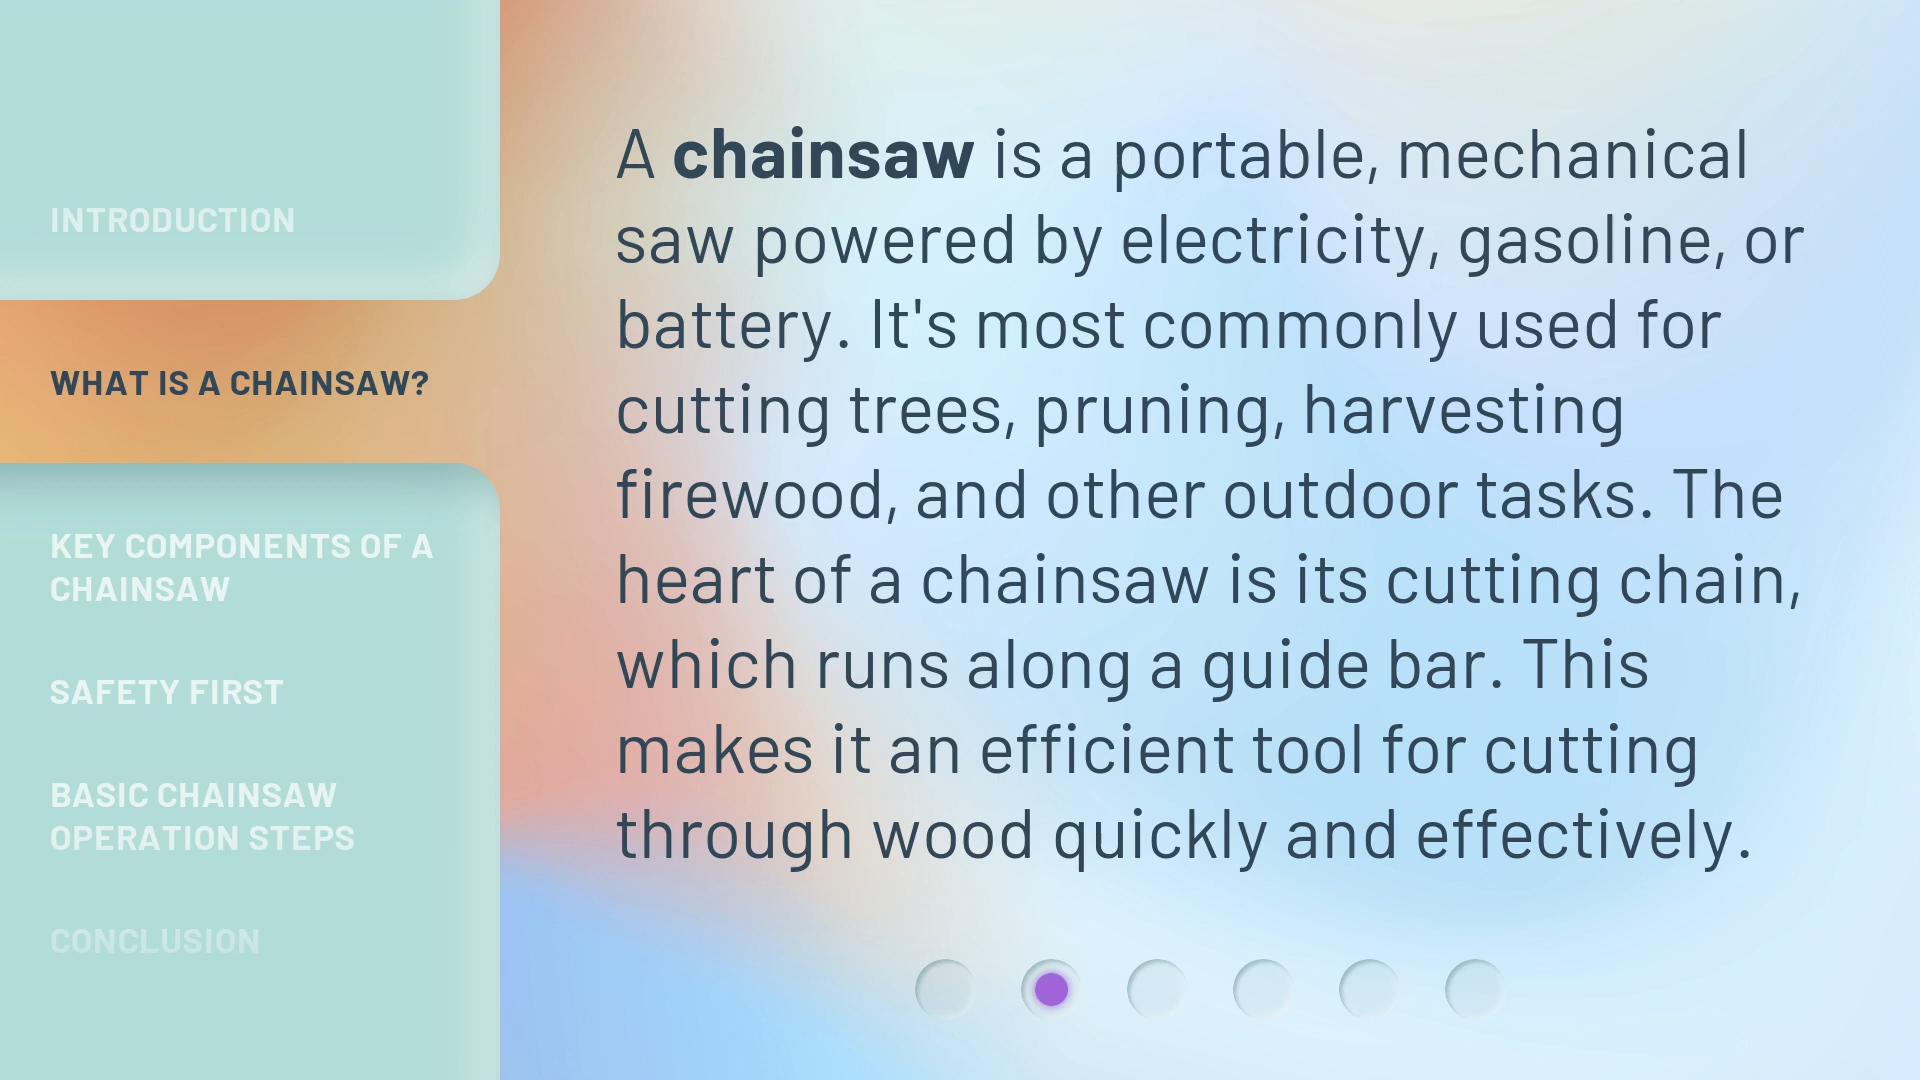 INTRODUCTION
WHAT IS A CHAINSAW?
KEY COMPONENTS OF A
CHAINSAW
SAFETY FIRST
BASIC CHAINSAW
OPERATION STEPS
CONCLUSION
A chainsaw is a portable, mechanical
saw powered by electricity, gasoline, or
battery. It's most commonly used for
cutting trees, pruning, harvesting
firewood, and other outdoor tasks. The
heart of a chainsaw is its cutting chain,
which runs along a guide bar. This
makes it an efficient tool for cutting
through wood quickly and effectively.